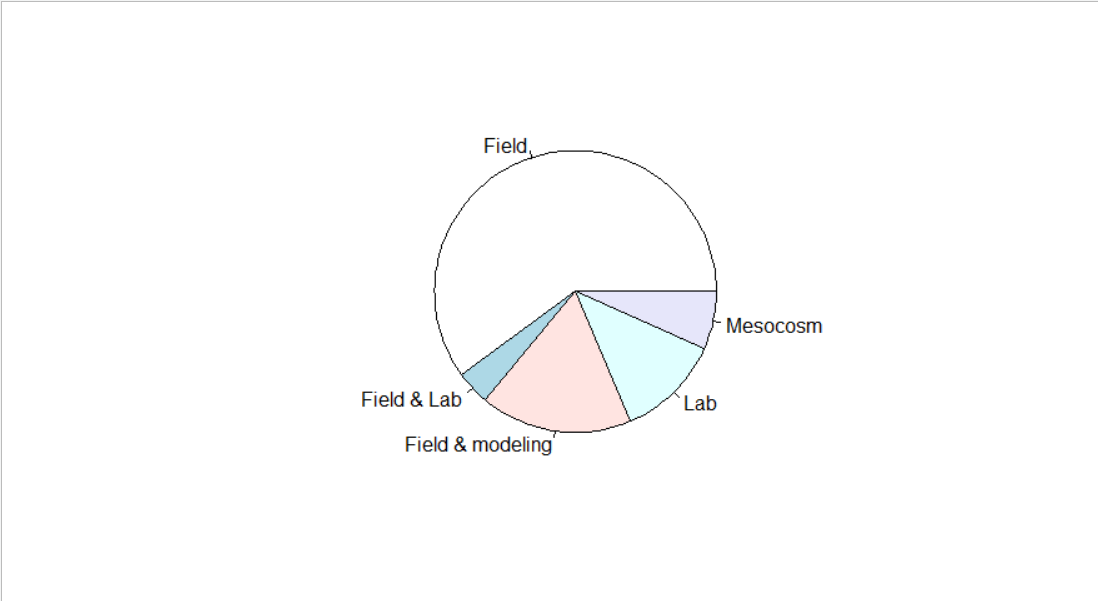 Field
Mesocosm
Field & Lab
Lab
Field & modeling